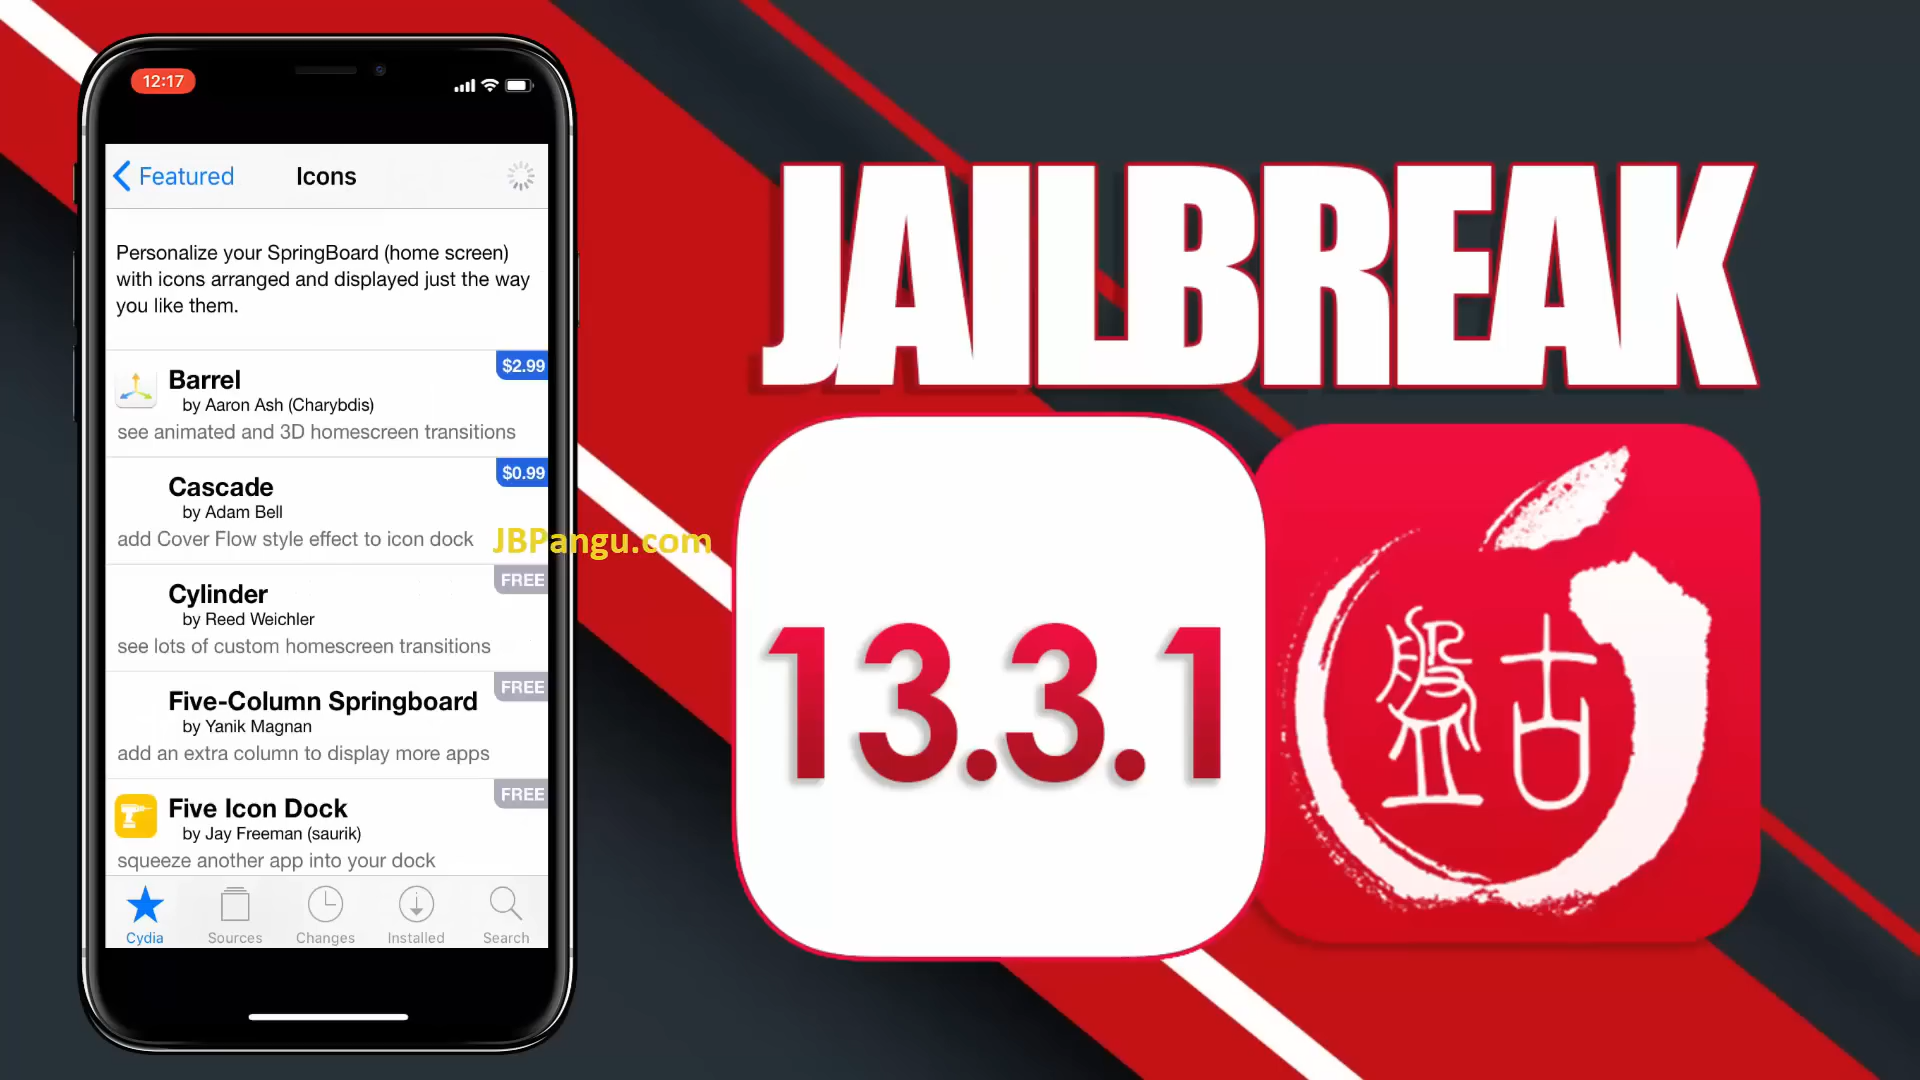 12:17
Featured
Icons
Personalize your SpringBoard (home screen)
with icons arranged and displayed just the way
you like them.
$2.99
Barrel
by Aaron Ash (Charybdis)
see animated and 3D homescreen transitions
$0.99
Cascade
by Adam Bell
add Cover Flow style effect to icon dock
FREE
Cylinder
by Reed Weichler
see lots of custom homescreen transitions
FREE
Five-Column Springboard
by Yanik Magnan
add an extra column to display more apps
FREE
Five Icon Dock
by Jay Freeman (saurik)
squeeze another app into your dock
Cydia
Sources
Changes
Installed
Search
JBPangu.com
JAILBREAK
13.3.1
盤古